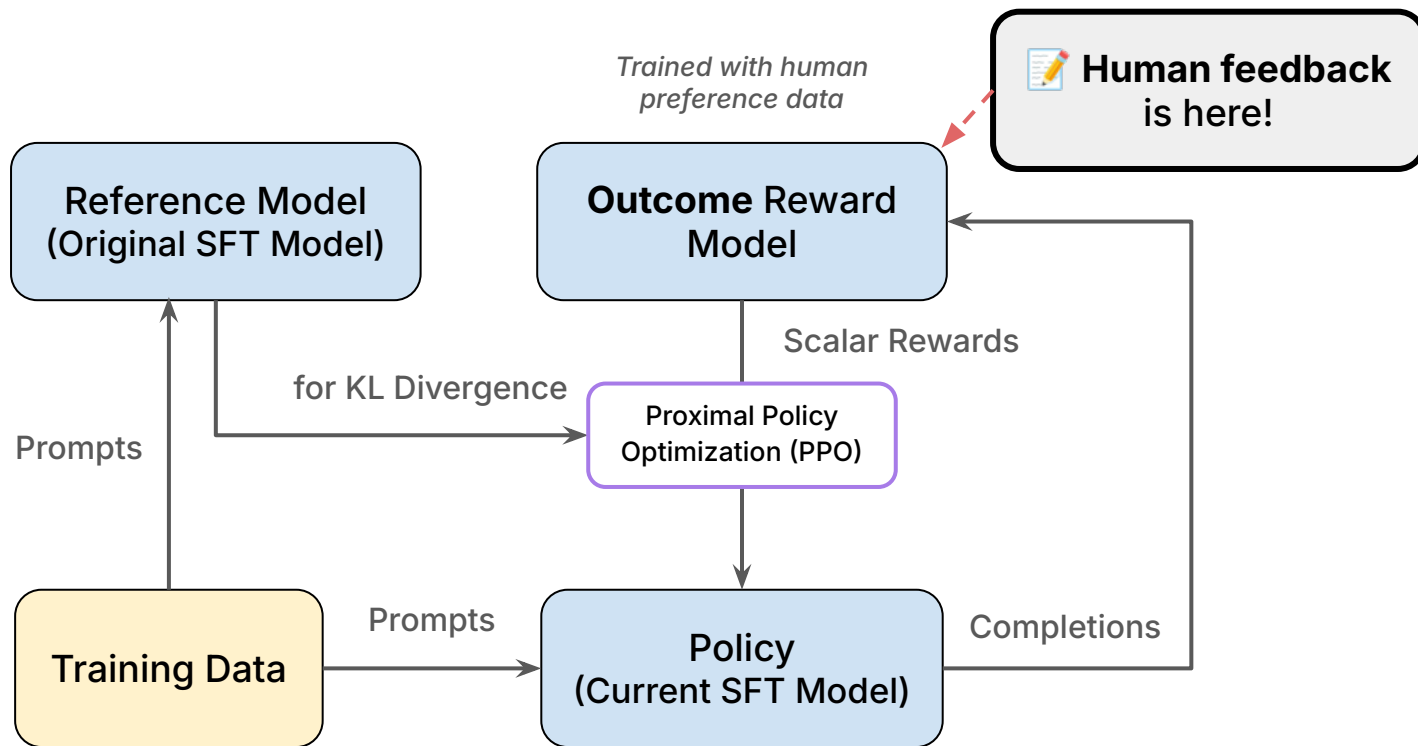 Trained with human
preference data
📝 Human feedback
is here!
Reference Model
(Original SFT Model)
Outcome Reward
Model
Scalar Rewards
for KL Divergence
Proximal Policy
Optimization (PPO)
Prompts
Training Data
Prompts
Policy
(Current SFT Model)
Completions